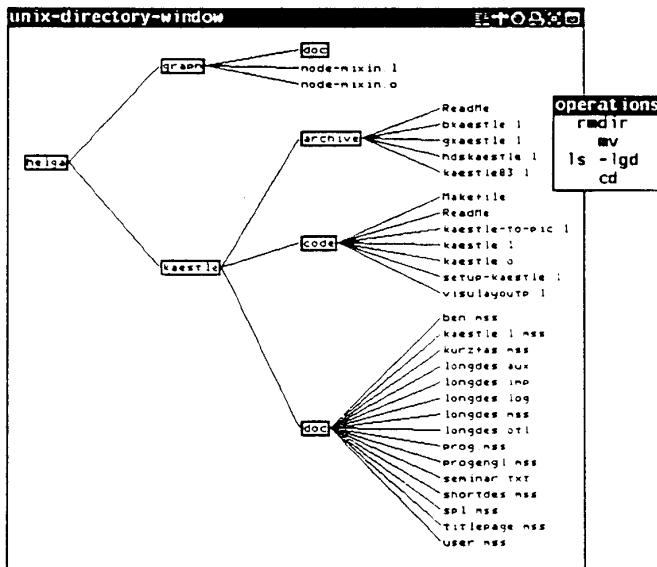 unix-directory-window
doc
graph
node-mixin.l
node-mixin.o
ReadMe
bkaestle.l
archive
gkaestle.l
hdskaestle.l
kaestle83.l
operations
rmdir
mv
ls -lgd
cd
helga
Makefile
ReadMe
kaestle-to-pic.l
code
kaestle.l
kaestle.o
setup-kaestle.l
visulayoutp.l
kaestle
ben.mss
kaestle.l.mss
kurzfas.mss
longdes.aux
longdes.imp
longdes.log
longdes.mss
doc
longdes.otl
prog.mss
progengl.mss
seminar.txt
shortdes.mss
spl.mss
titlepage.mss
user.mss